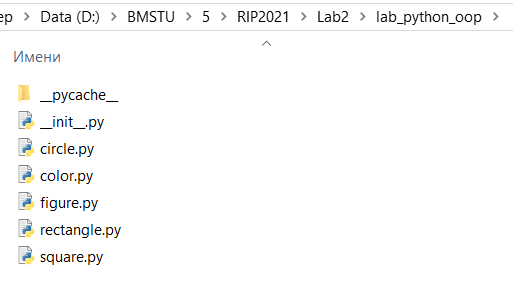 ер > Data (D:) > BMSTU > 5 > RIP2021 > Lab2 > lab_python_oop >
Имени
__pycache__
__init__.py
circle.py
color.py
figure.py
rectangle.py
square.py